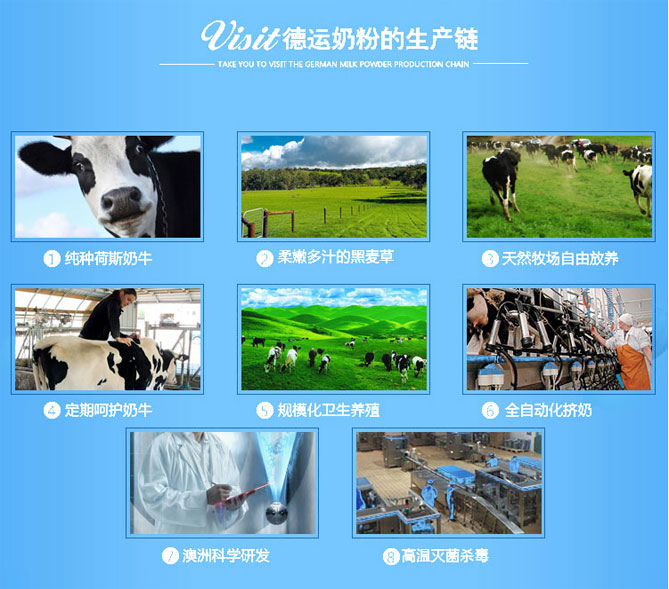 Visit 德运奶粉的生产链
TAKE YOU TO VISIT THE GERMAN MILK POWDER PRODUCTION CHAIN
1 纯种荷斯奶牛
2 柔嫩多汁的黑麦草
3 天然牧场自由放养
4 定期呵护奶牛
5 规模化卫生养殖
6 全自动化挤奶
7 澳洲科学研发
8 高温灭菌杀毒